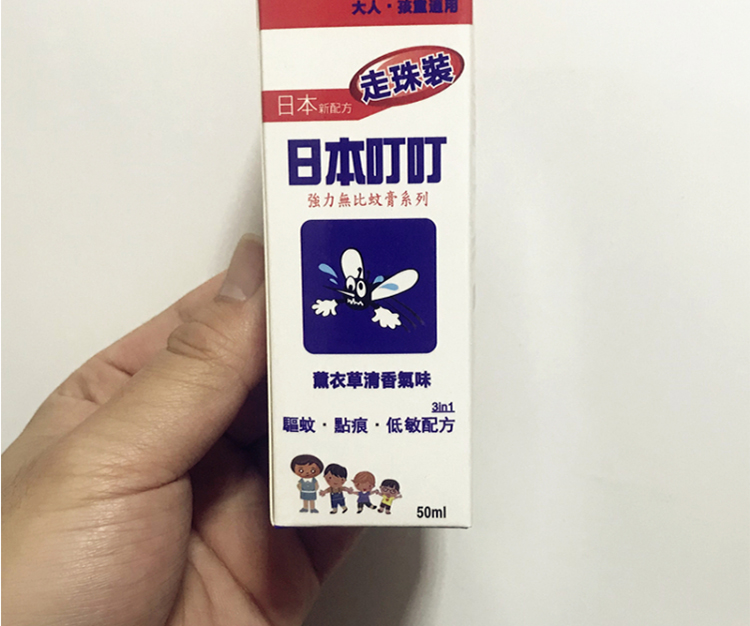 大人·孩童適用
走珠裝
日本新配方
日本叮叮
強力無比蚊膏系列
薰衣草清香氣味
3in1
驅蚊·點痕·低敏配方
50ml